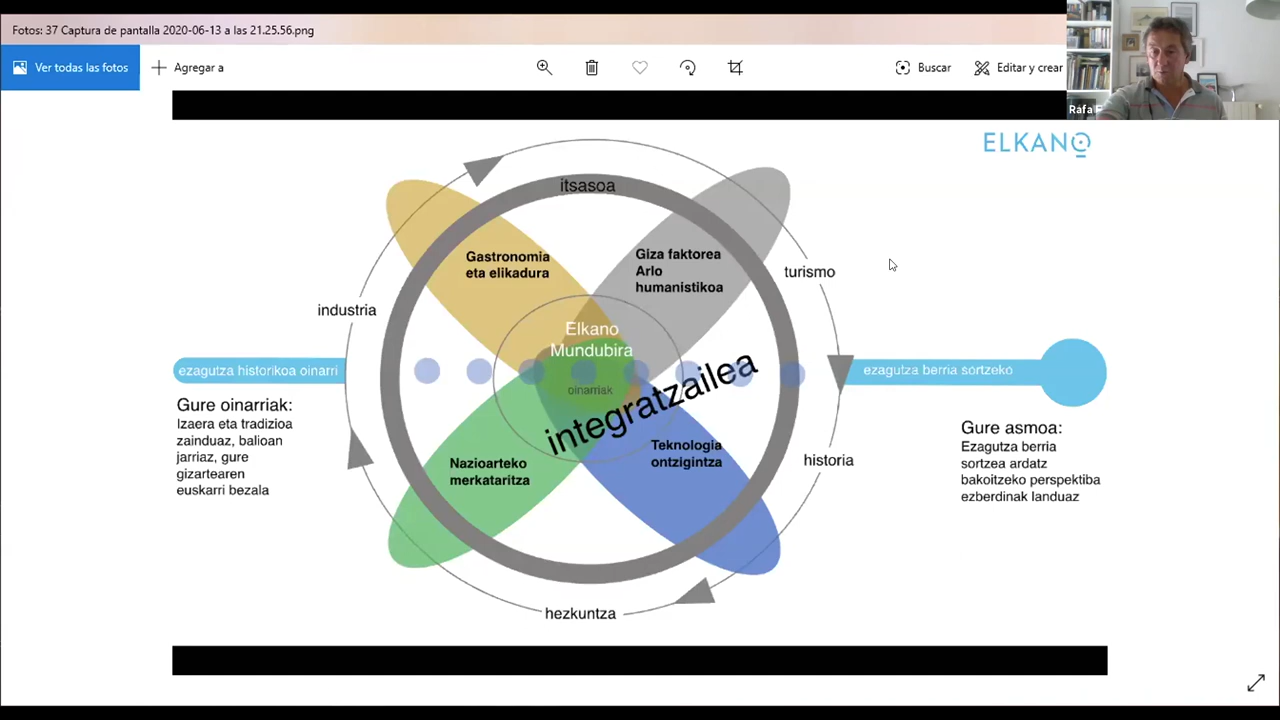 Fotos: 37 Captura de pantalla 2020-06-13 a las 21.25.56.png
Ver todas las fotos
Agregar a
Buscar
Editar y crear
Rafa
ELKANO
itsasoa
Gastronomia
eta elikadura
Giza faktorea
Arlo
humanistikoa
turismo
industria
Elkano
Mundubira
oinarriak
integratzailea
ezagutza historikoa oinarri
ezagutza berria sortzeko
Gure oinarriak:
Izaera eta tradizioa
zainduaz, balioan
jarriaz, gure
gizartearen
euskarri bezala
Teknologia
ontzigintza
Nazioarteko
merkataritza
historia
Gure asmoa:
Ezagutza berria
sortzea ardatz
bakoitzeko perspektiba
ezberdinak landuaz
hezkuntza